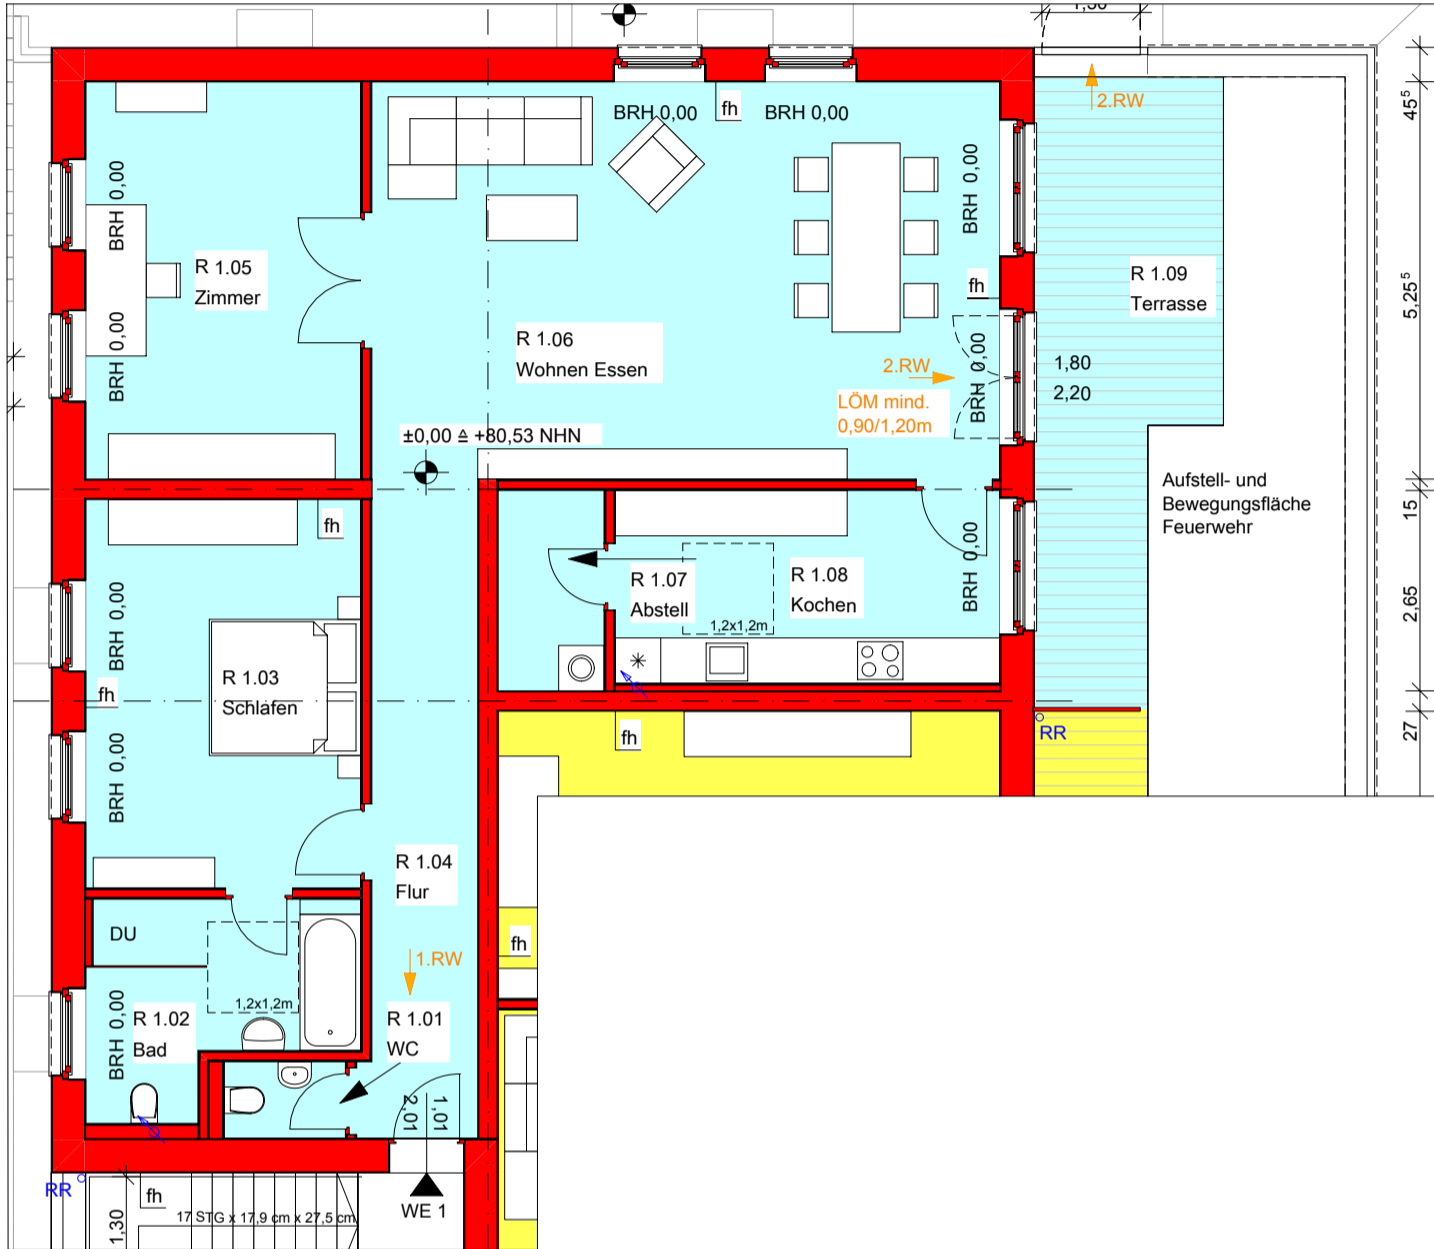 1,50
2.RW
45⁵
BRH 0,00
fh
BRH 0,00
BRH 0,00
BRH 0,00
R 1.05
Zimmer
R 1.09
Terrasse
fh
5,25⁵
BRH 0,00
R 1.06
Wohnen Essen
2.RW
BRH 0,00
1,80
2,20
LÖM mind.
0,90/1,20m
±0,00 ≙ +80,53 NHN
Aufstell- und
Bewegungsfläche
Feuerwehr
15
fh
BRH 0,00
R 1.07
Abstell
R 1.08
Kochen
BRH 0,00
2,65
1,2x1,2m
R 1.03
Schlafen
fh
fh
RR
27
BRH 0,00
R 1.04
Flur
DU
fh
1.RW
1,2x1,2m
BRH 0,00
R 1.02
Bad
R 1.01
WC
1,01
2,01
RR
fh
WE 1
17 STG x 17,9 cm x 27,5 cm
1,30